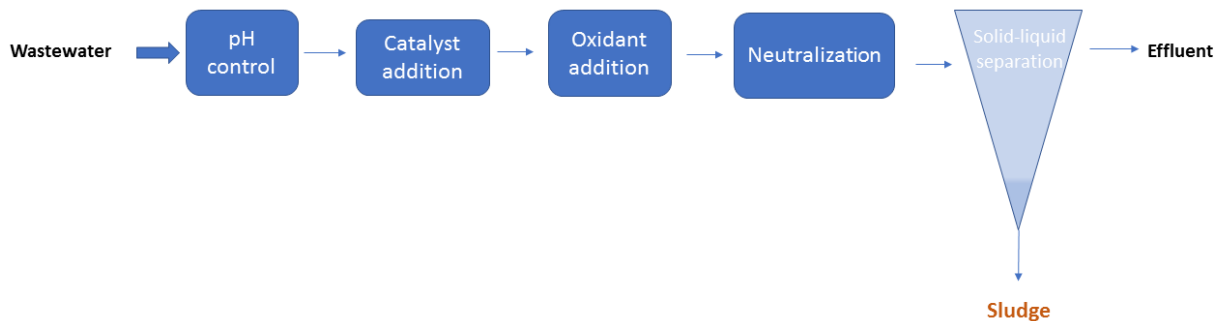 Wastewater
pH
control
Catalyst
addition
Oxidant
addition
Neutralization
Solid-liquid
separation
Effluent
Sludge